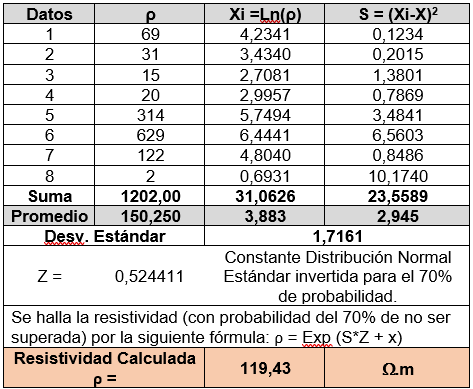 Datos ρ Xi =Ln(ρ) S = (Xi-X)²
1 69 4,2341 0,1234
2 31 3,4340 0,2015
3 15 2,7081 1,3801
4 20 2,9957 0,7869
5 314 5,7494 3,4841
6 629 6,4441 6,5603
7 122 4,8040 0,8486
8 2 0,6931 10,1740
Suma 1202,00 31,0626 23,5589
Promedio 150,250 3,883 2,945
Desv. Estándar 1,7161
Z = 0,524411 Constante Distribución Normal
Estándar invertida para el 70%
de probabilidad.
Se halla la resistividad (con probabilidad del 70% de no ser
superada) por la siguiente fórmula: ρ = Exp (S*Z + x)
Resistividad Calculada
ρ = 119,43 Ω.m